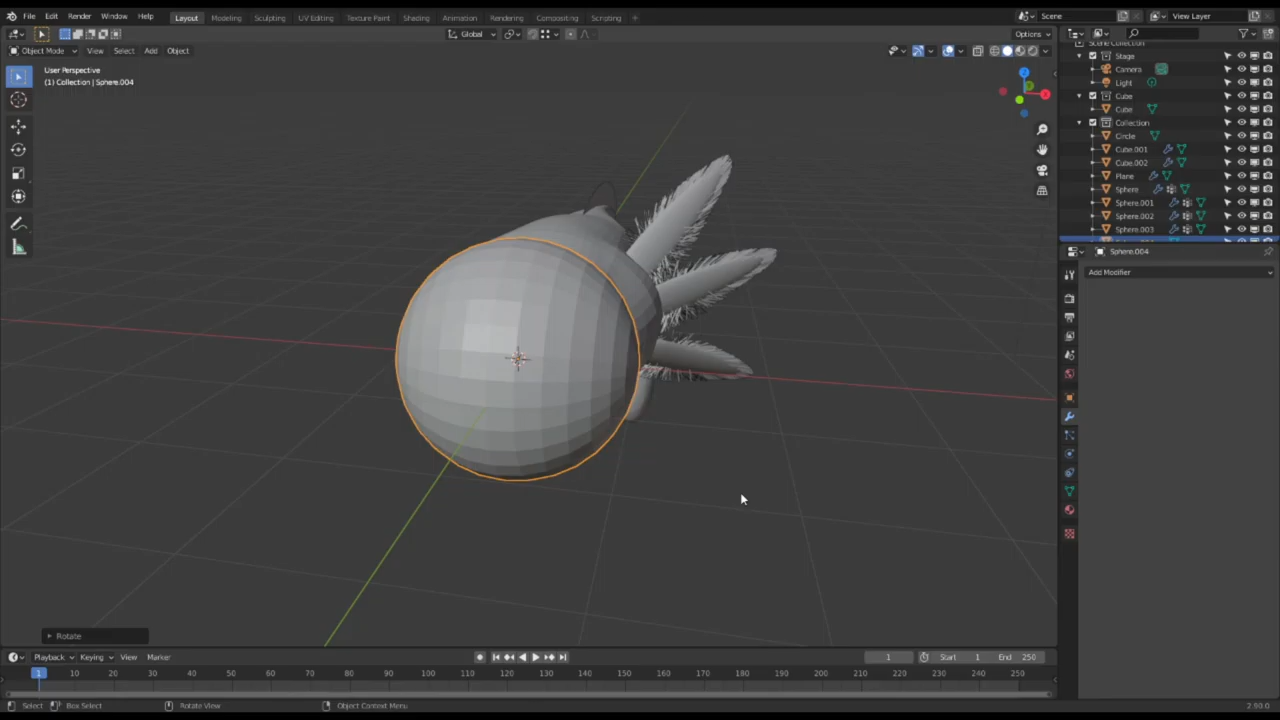 File Edit Render Window Help Layout Modeling Sculpting UV Editing Texture Paint Shading Animation Rendering Compositing Scripting + Scene View Layer
Global Options
Object Mode View Select Add Object
User Perspective
(1) Collection | Sphere.004
X
Z
Stage
Camera
Light
Cube
Cube
Collection
Circle
Cube.001
Cube.002
Plane
Sphere
Sphere.001
Sphere.002
Sphere.003
Sphere.004
Add Modifier
Rotate
Playback Keying View Marker 1 Start 1 End 250
1 10 20 30 40 50 60 70 80 90 100 110 120 130 140 150 160 170 180 190 200 210 220 230 240 250
Select Box Select Rotate View Object Context Menu 2.90.0